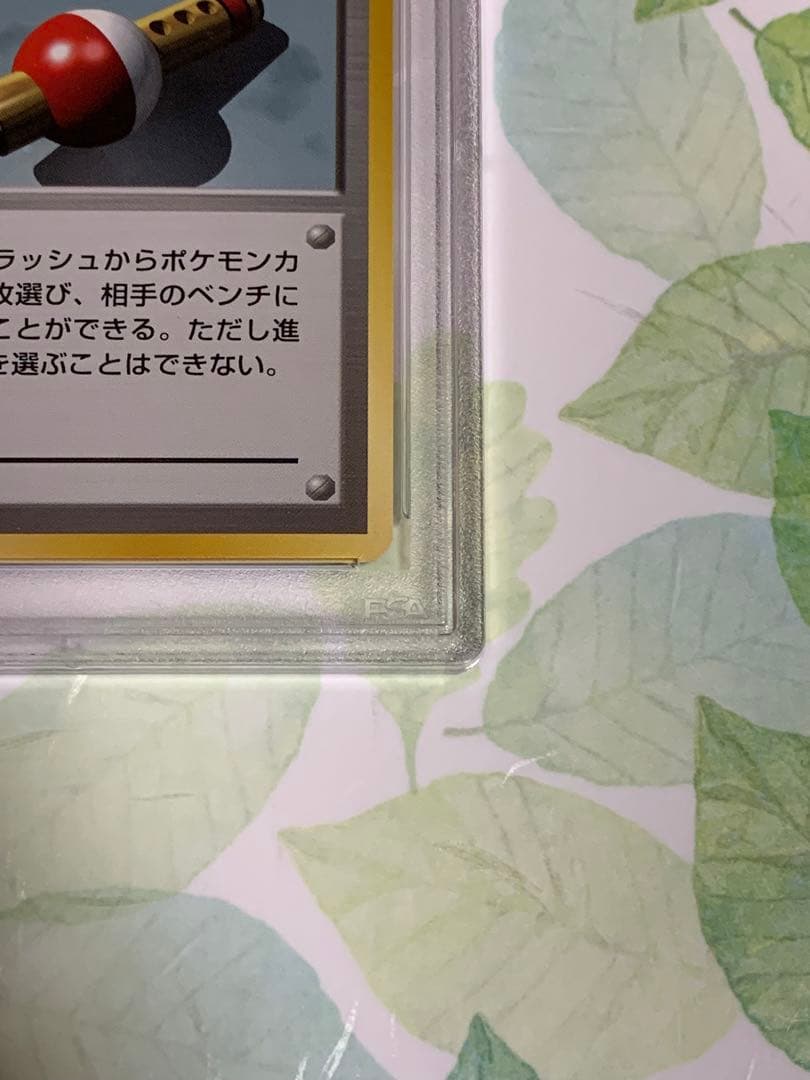 ラッシュからポケモンカ
枚選び、相手のベンチに
ことができる。ただし進
を選ぶことはできない。
PSA